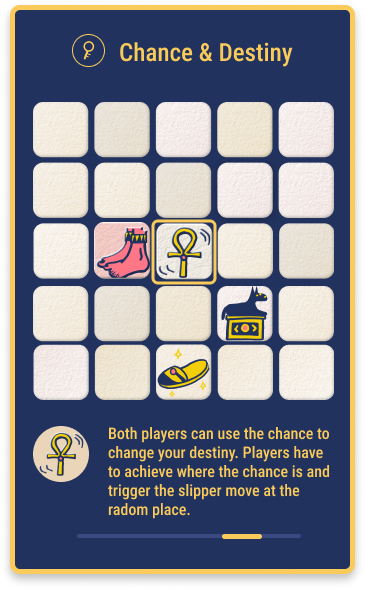 Chance & Destiny
Both players can use the chance to
change your destiny. Players have
to achieve where the chance is and
trigger the slipper move at the
radom place.